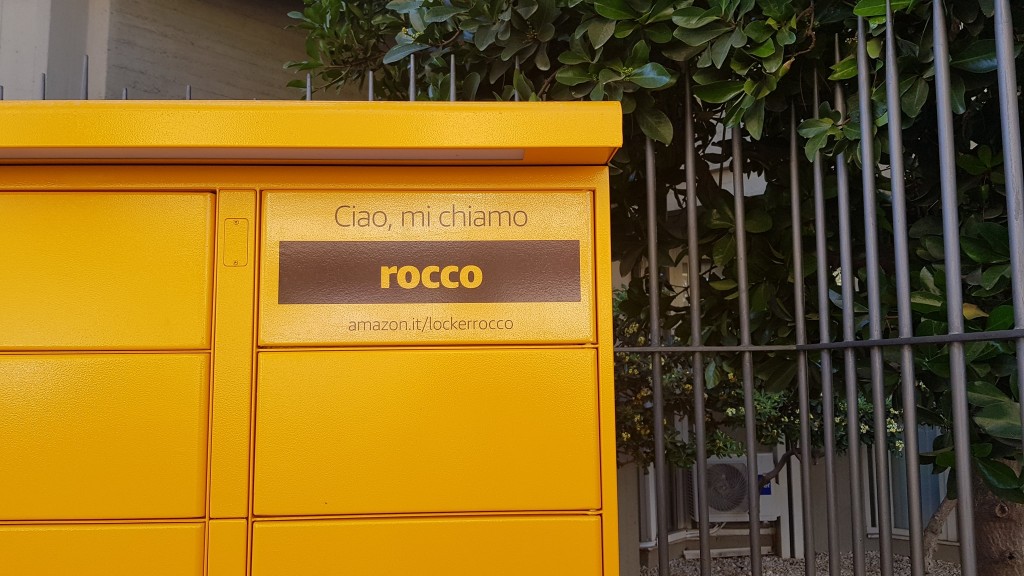 Ciao, mi chiamo
rocco
amazon.it/lockerrocco